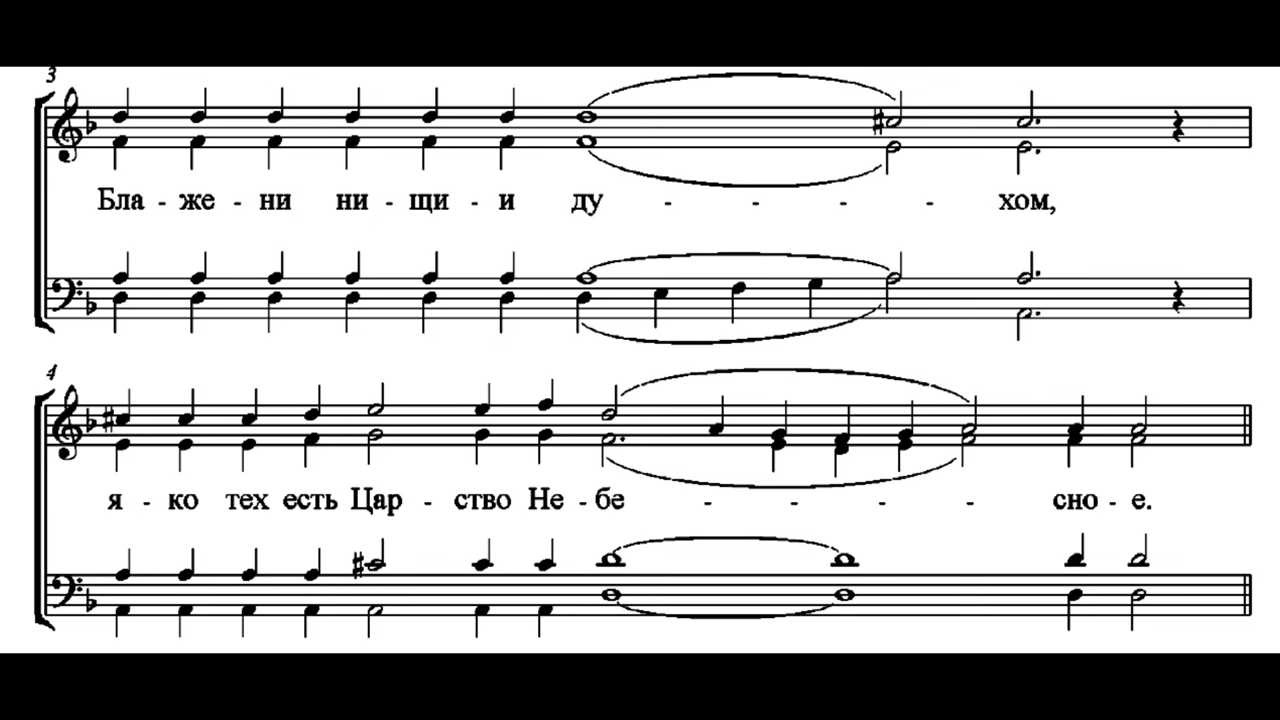 3
Бла - же - ни ни - щи - и ду - - - - хом,
4
я - ко тех есть Цар - ство Не - бе - - - - сно - е.